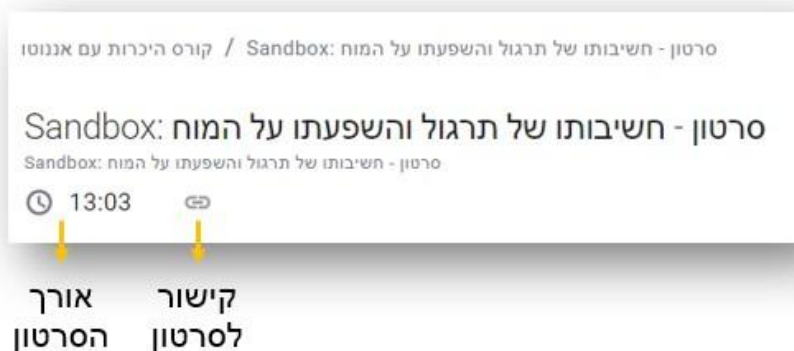 קורס היכרות עם אננוטו / Sandbox: סרטון - חשיבותו של תרגול והשפעתו על המוח
Sandbox: סרטון - חשיבותו של תרגול והשפעתו על המוח
Sandbox: סרטון - חשיבותו של תרגול והשפעתו על המוח
13:03
אורך
הסרטון
קישור
לסרטון